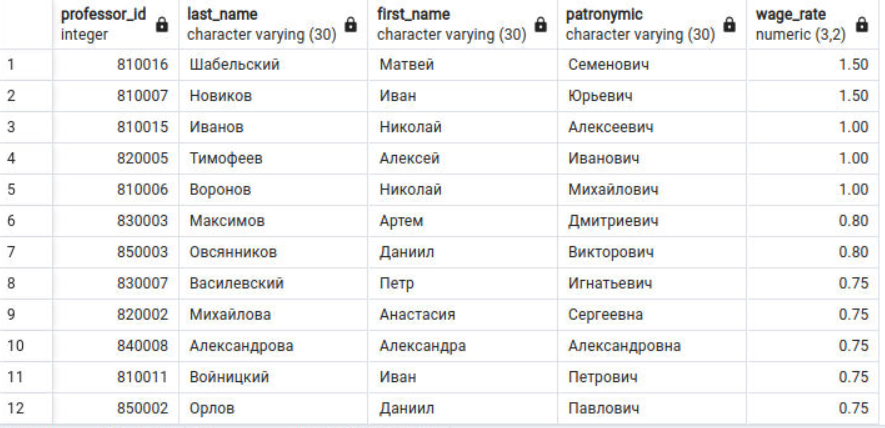 professor_id last_name first_name patronymic wage_rate
integer character varying (30) character varying (30) character varying (30) numeric (3,2)
1 810016 Шабельский Матвей Семенович 1.50
2 810007 Новиков Иван Юрьевич 1.50
3 810015 Иванов Николай Алексеевич 1.00
4 820005 Тимофеев Алексей Иванович 1.00
5 810006 Воронов Николай Михайлович 1.00
6 830003 Максимов Артем Дмитриевич 0.80
7 850003 Овсянников Даниил Викторович 0.80
8 830007 Василевский Петр Игнатьевич 0.75
9 820002 Михайлова Анастасия Сергеевна 0.75
10 840008 Александрова Александра Александровна 0.75
11 810011 Войницкий Иван Петрович 0.75
12 850002 Орлов Даниил Павлович 0.75